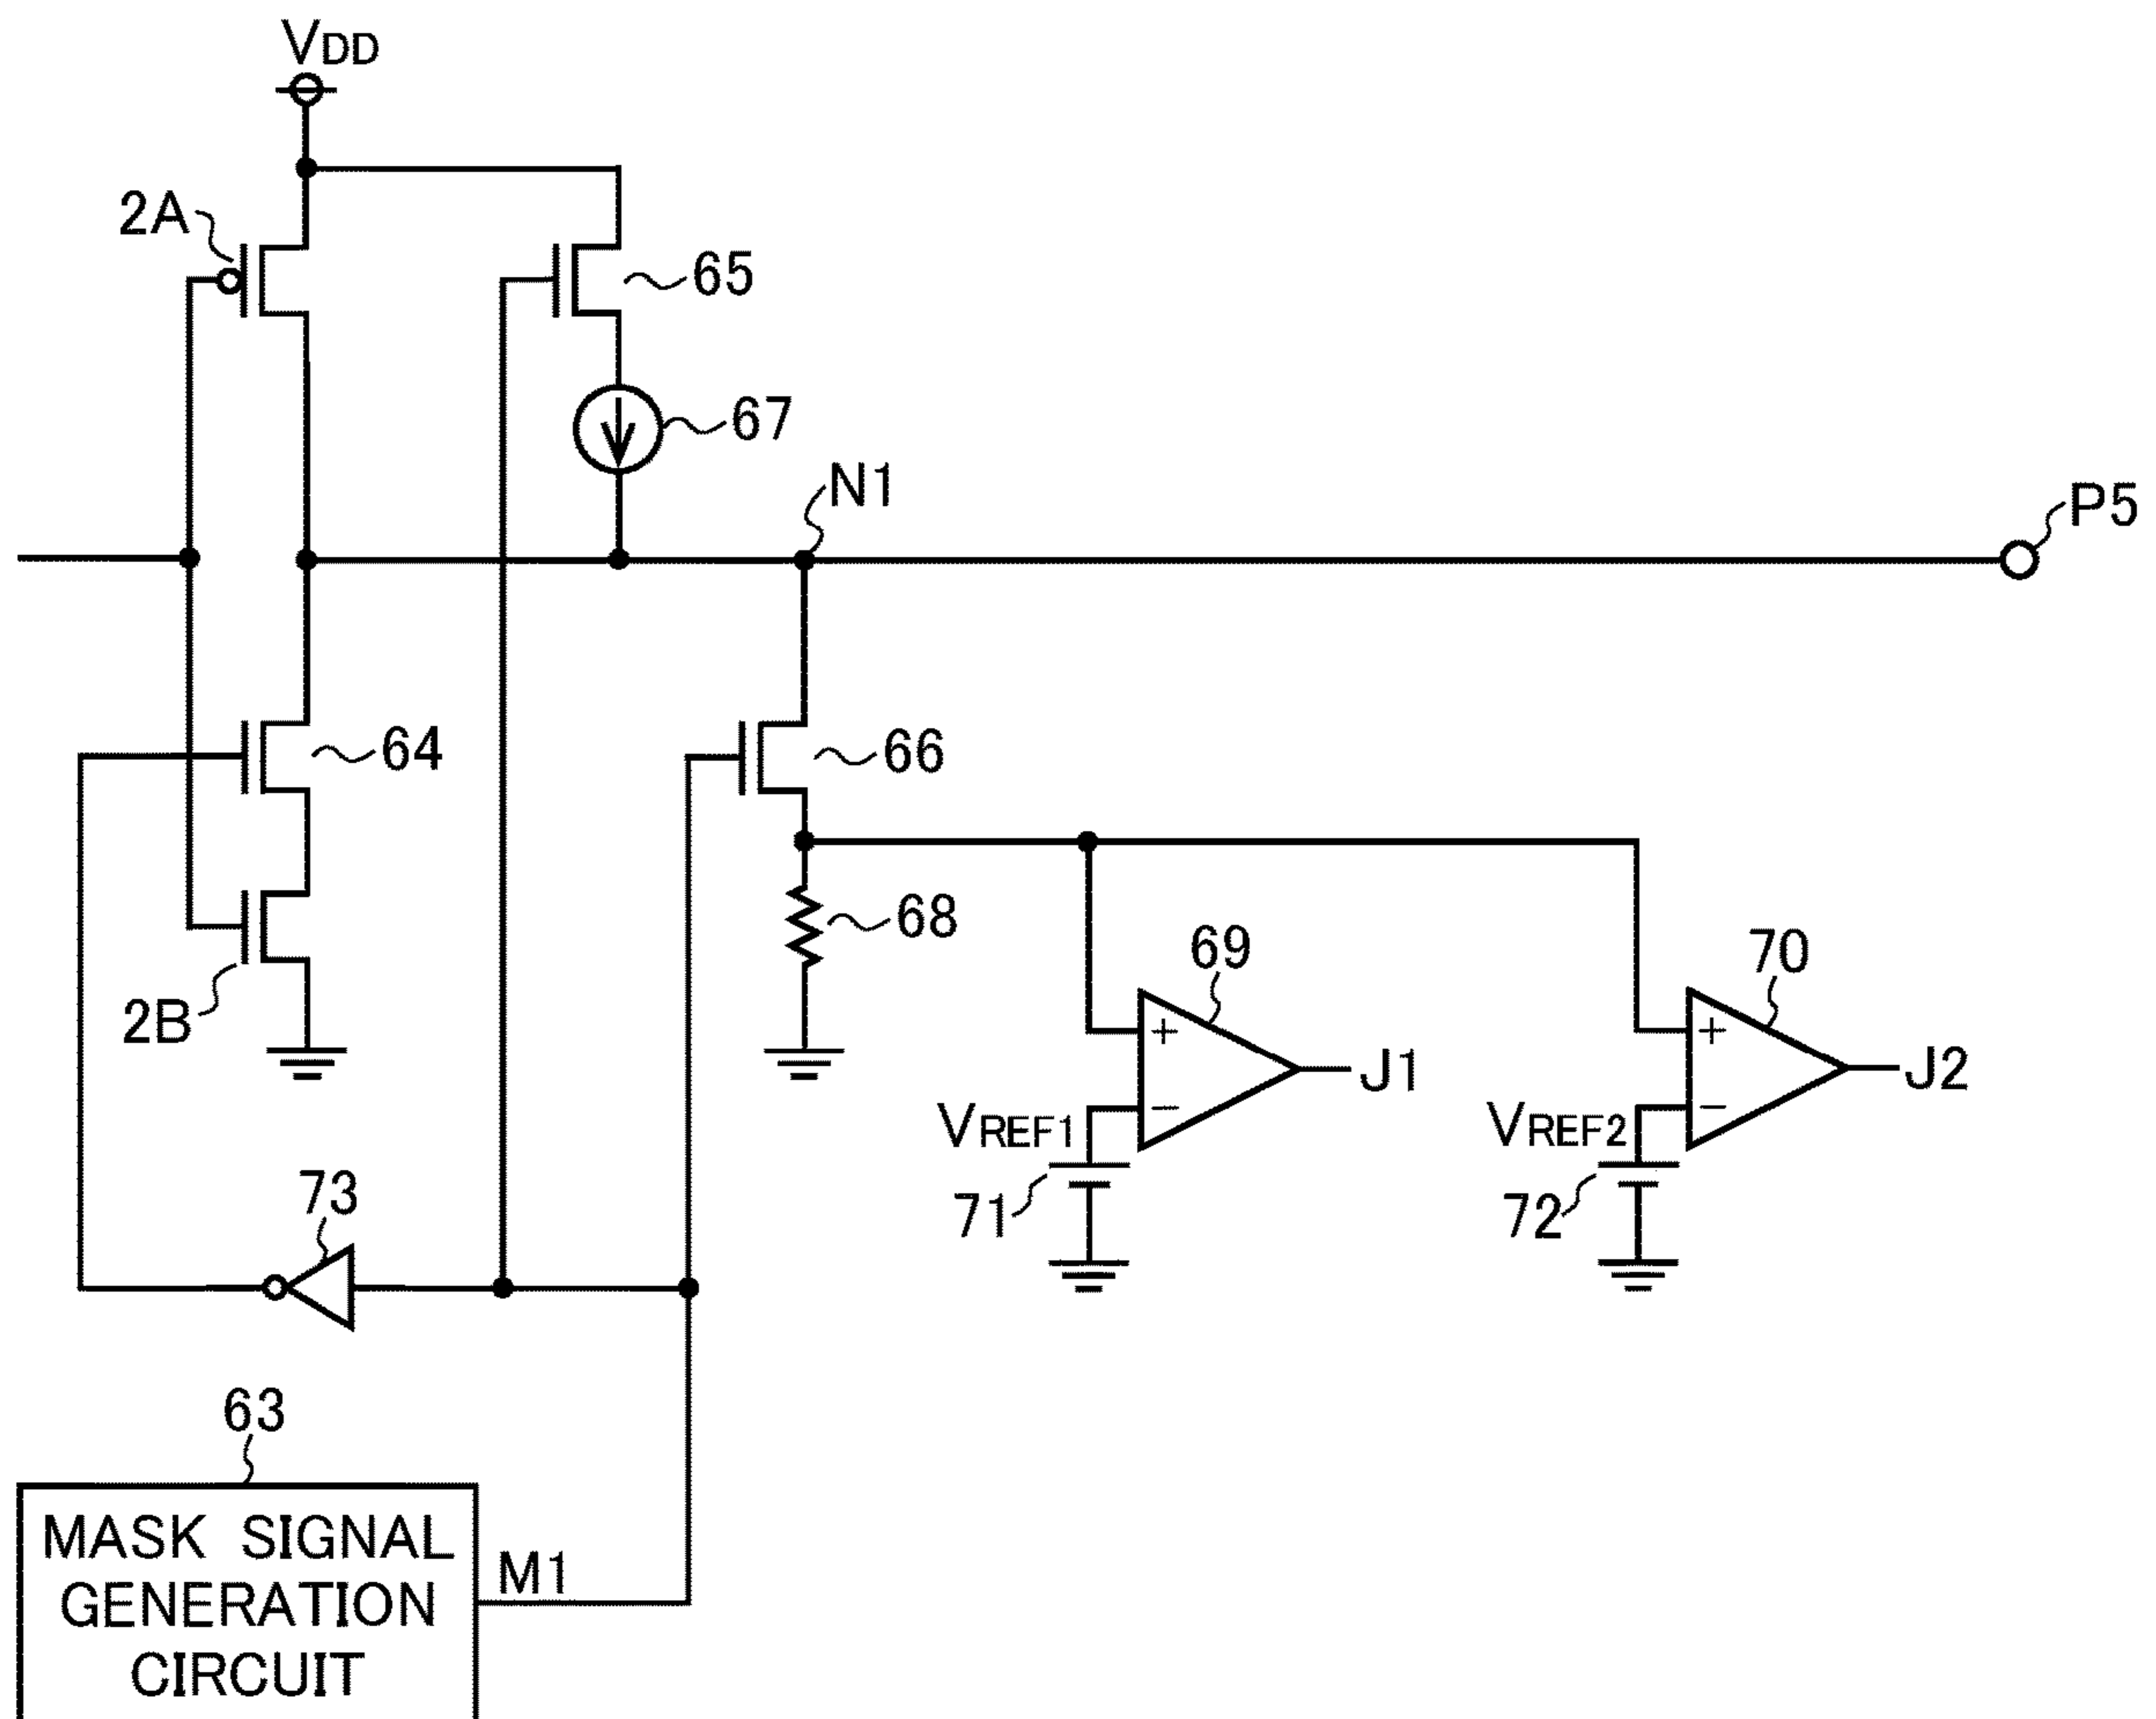 VDD
2A
65
67
N1
P5
64
66
68
69
70
2B
+
+
J1
J2
VREF1
−
VREF2
−
73
71
72
63
MASK SIGNAL
GENERATION
CIRCUIT
M1